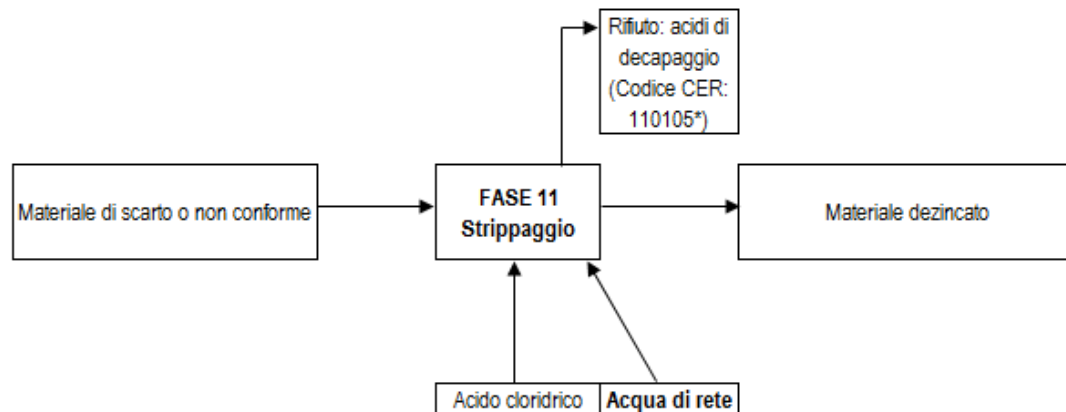 Rifiuto: acidi di
decapaggio
(Codice CER:
110105*)
Materiale di scarto o non conforme
FASE 11
Strippaggio
Materiale dezincato
Acido cloridrico
Acqua di rete